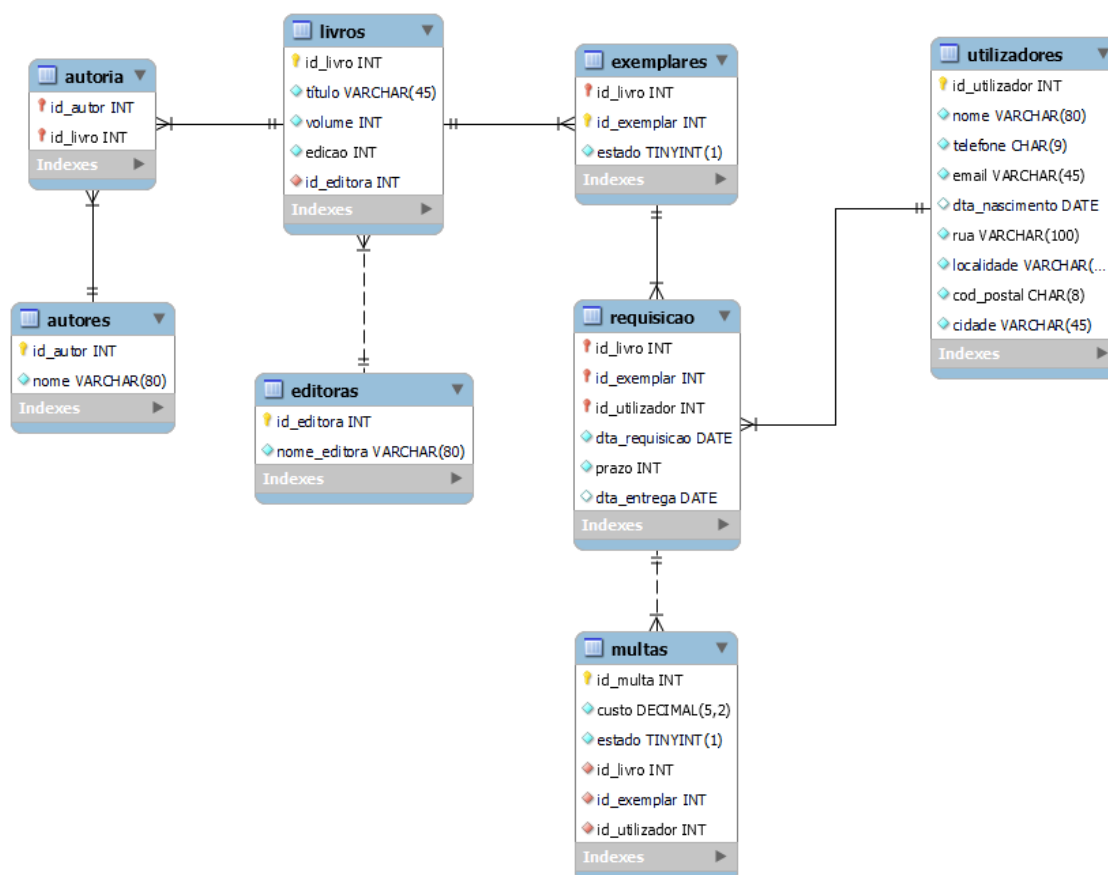 autoria
id_autor INT
id_livro INT
Indexes
livros
id_livro INT
título VARCHAR(45)
volume INT
edicao INT
id_editora INT
Indexes
exemplares
id_livro INT
id_exemplar INT
estado TINYINT(1)
Indexes
utilizadores
id_utilizador INT
nome VARCHAR(80)
telefone CHAR(9)
email VARCHAR(45)
dta_nascimento DATE
rua VARCHAR(100)
localidade VARCHAR(...
cod_postal CHAR(8)
cidade VARCHAR(45)
Indexes
autores
id_autor INT
nome VARCHAR(80)
Indexes
editoras
id_editora INT
nome_editora VARCHAR(80)
Indexes
requisicao
id_livro INT
id_exemplar INT
id_utilizador INT
dta_requisicao DATE
prazo INT
dta_entrega DATE
Indexes
multas
id_multa INT
custo DECIMAL(5,2)
estado TINYINT(1)
id_livro INT
id_exemplar INT
id_utilizador INT
Indexes